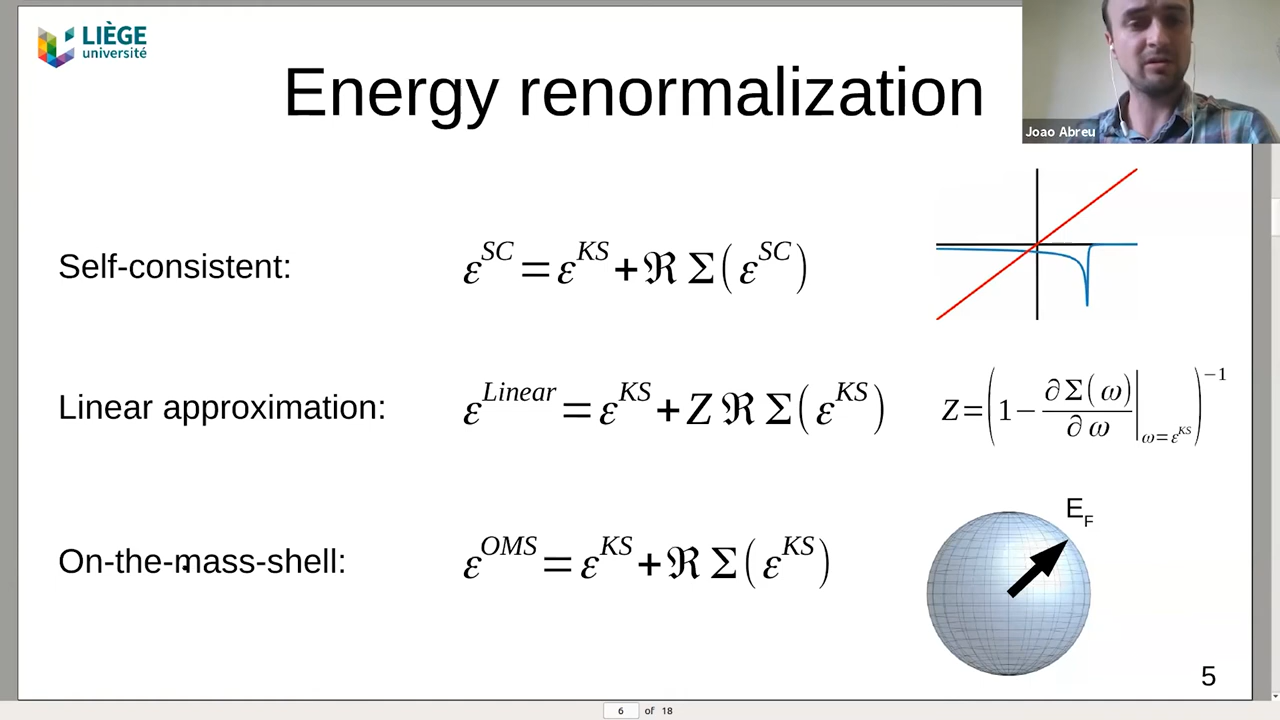 LIÈGE
université
Energy renormalization
Joao Abreu
Self-consistent:
ε^SC = ε^KS + ℜ Σ(ε^SC)
Linear approximation:
ε^Linear = ε^KS + Z ℜ Σ(ε^KS)
Z = (1 − ∂Σ(ω)/∂ω |_ω=ε^KS)^−1
On-the-mass-shell:
ε^OMS = ε^KS + ℜ Σ(ε^KS)
E_F
5
6 of 18